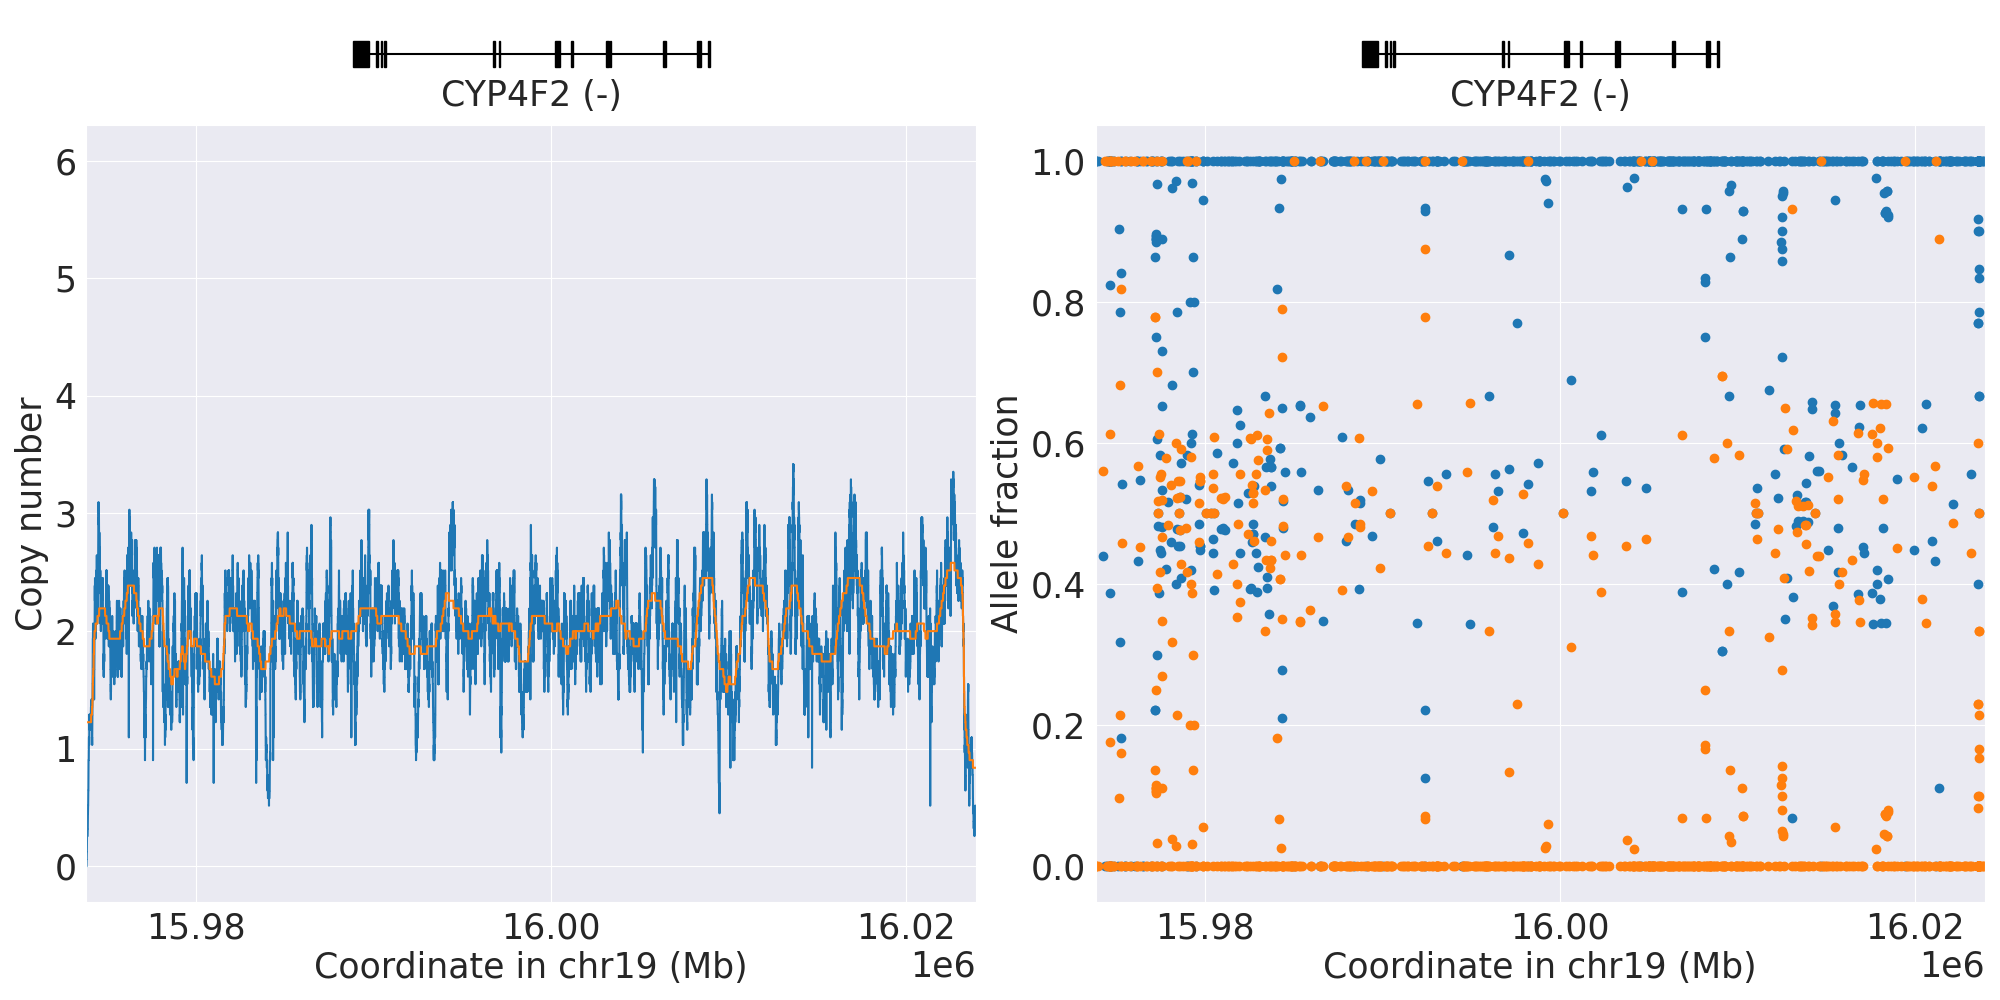 CYP4F2 (-)
6
5
4
3
2
1
0
Copy number
15.98
16.00
16.02
Coordinate in chr19 (Mb)
1e6
CYP4F2 (-)
1.0
0.8
0.6
0.4
0.2
0.0
Allele fraction
15.98
16.00
16.02
Coordinate in chr19 (Mb)
1e6